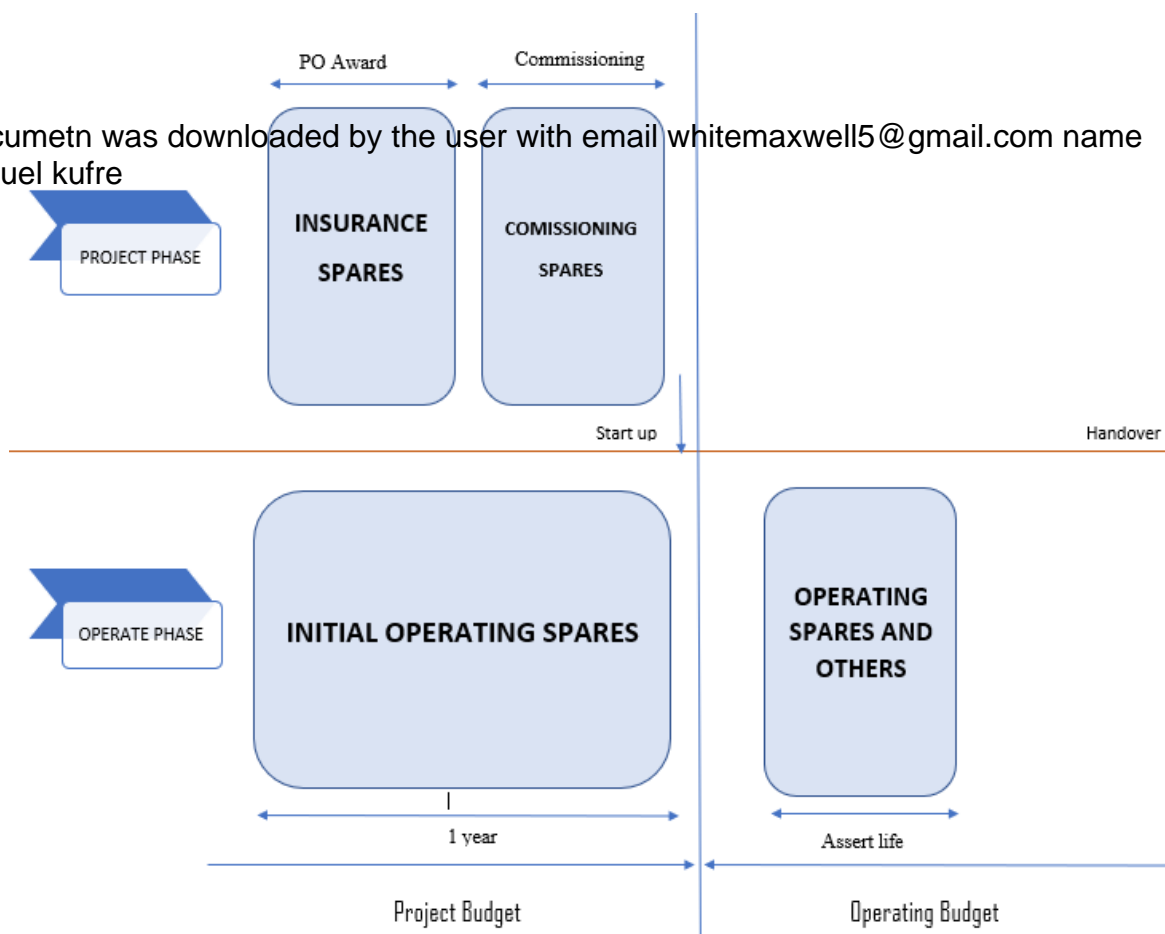 PO Award
Commissioning
cumetn was downloaded by the user with email whitemaxwell5@gmail.com name
uel kufre
PROJECT PHASE
INSURANCE
SPARES
COMISSIONING
SPARES
Start up
Handover
OPERATE PHASE
INITIAL OPERATING SPARES
OPERATING
SPARES AND
OTHERS
1 year
Assert life
Project Budget
Operating Budget